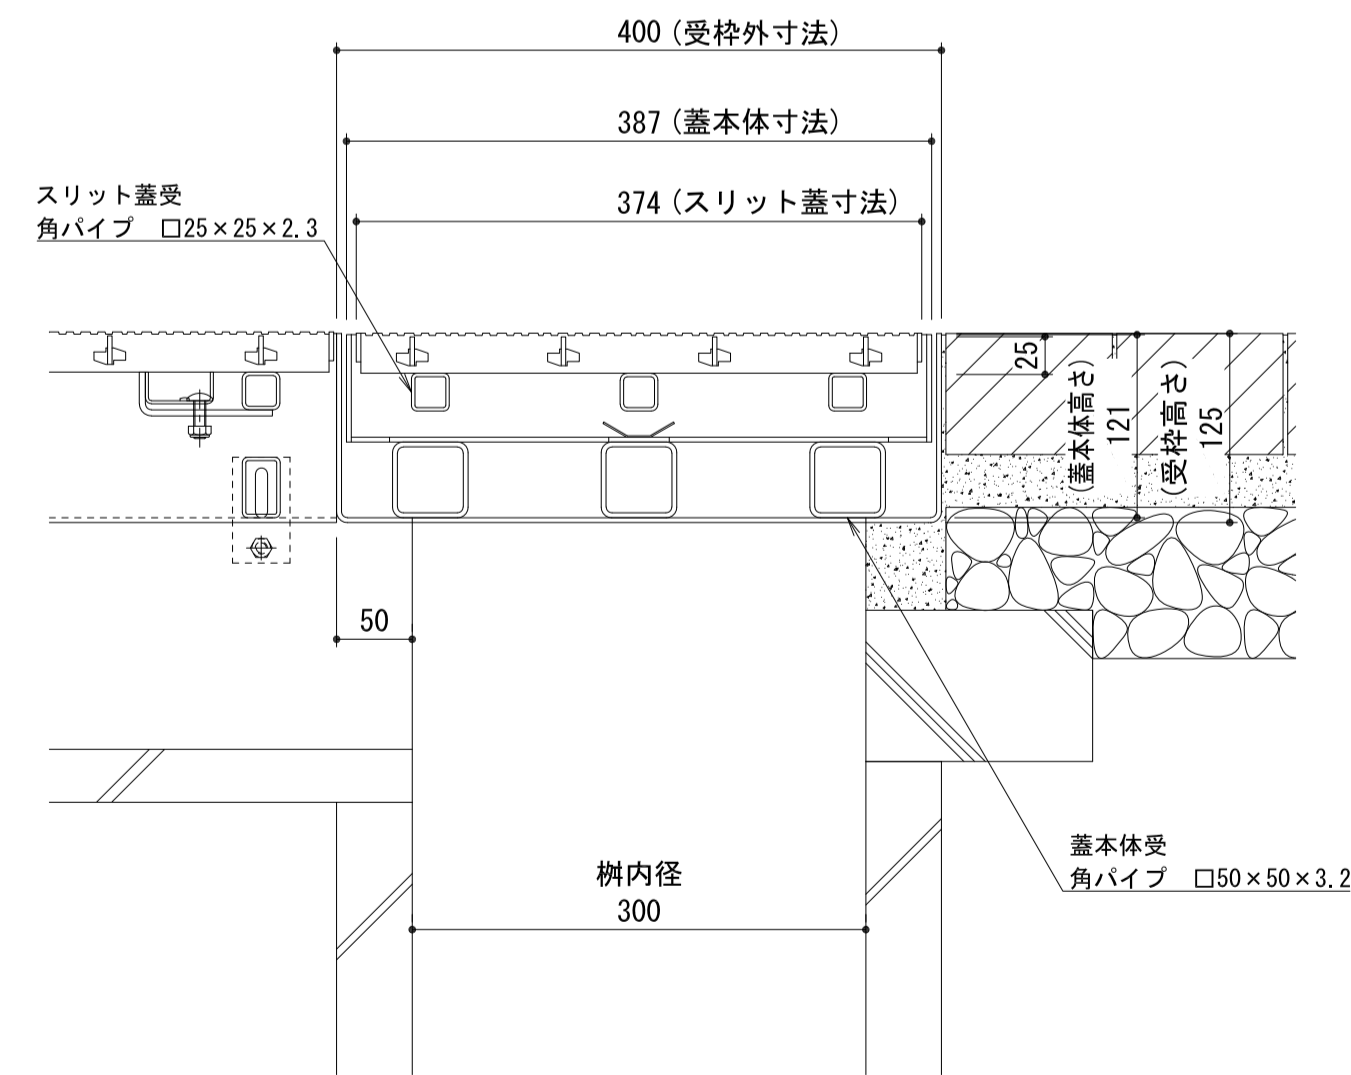 400 (受枠外寸法)
387 (蓋本体寸法)
374 (スリット蓋寸法)
スリット蓋受
角パイプ　□25×25×2.3
25
(蓋本体高さ)
121
(受枠高さ)
125
50
桝内径
300
蓋本体受
角パイプ　□50×50×3.2